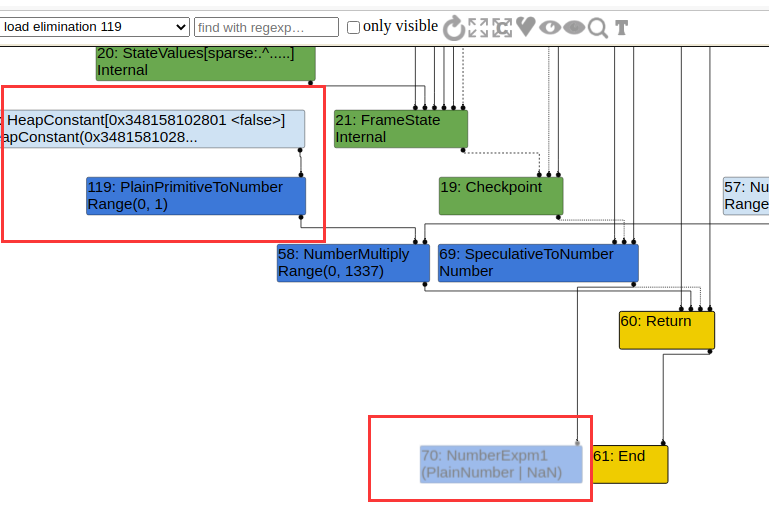 load elimination 119
find with regexp…
only visible
T
20: StateValues[sparse:^.....]
Internal
HeapConstant[0x348158102801 <false>]
eapConstant(0x3481581028...
21: FrameState
Internal
119: PlainPrimitiveToNumber
Range(0, 1)
19: Checkpoint
57: Nu
Range
58: NumberMultiply
Range(0, 1337)
69: SpeculativeToNumber
Number
60: Return
70: NumberExpm1
(PlainNumber | NaN)
61: End